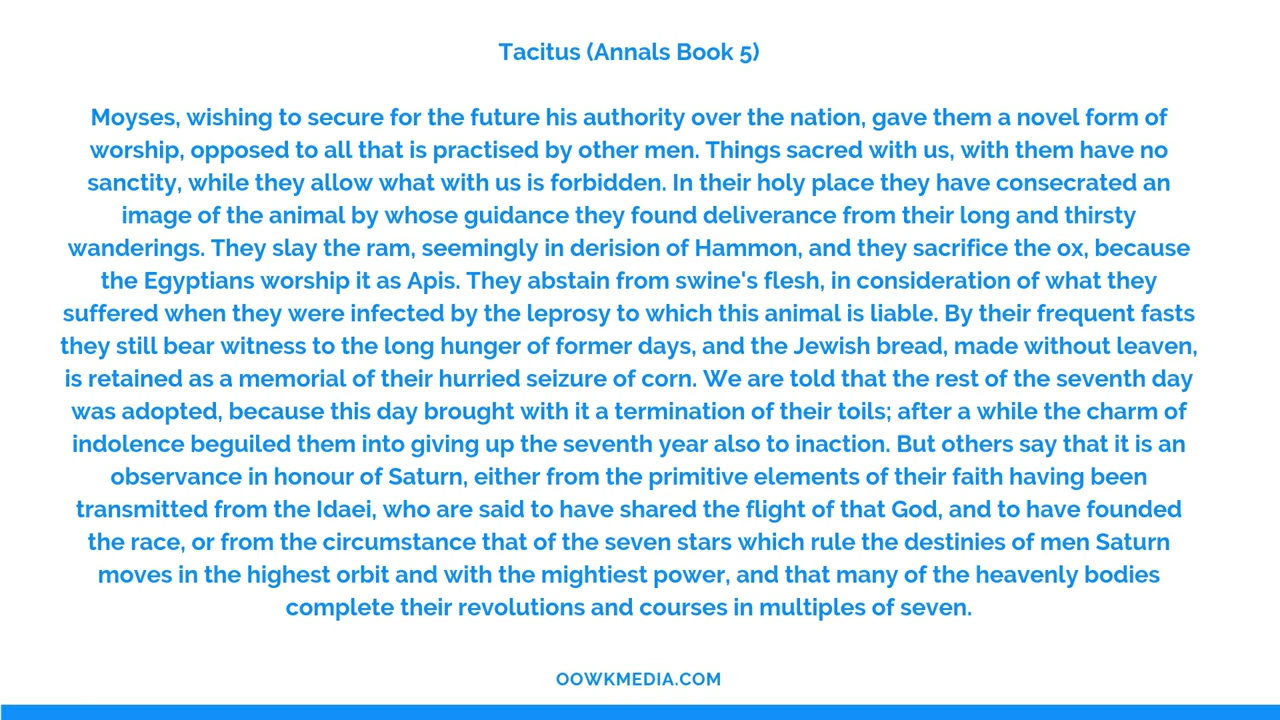 Tacitus (Annals Book 5)
Moyses, wishing to secure for the future his authority over the nation, gave them a novel form of
worship, opposed to all that is practised by other men. Things sacred with us, with them have no
sanctity, while they allow what with us is forbidden. In their holy place they have consecrated an
image of the animal by whose guidance they found deliverance from their long and thirsty
wanderings. They slay the ram, seemingly in derision of Hammon, and they sacrifice the ox, because
the Egyptians worship it as Apis. They abstain from swine's flesh, in consideration of what they
suffered when they were infected by the leprosy to which this animal is liable. By their frequent fasts
they still bear witness to the long hunger of former days, and the Jewish bread, made without leaven,
is retained as a memorial of their hurried seizure of corn. We are told that the rest of the seventh day
was adopted, because this day brought with it a termination of their toils; after a while the charm of
indolence beguiled them into giving up the seventh year also to inaction. But others say that it is an
observance in honour of Saturn, either from the primitive elements of their faith having been
transmitted from the Idaei, who are said to have shared the flight of that God, and to have founded
the race, or from the circumstance that of the seven stars which rule the destinies of men Saturn
moves in the highest orbit and with the mightiest power, and that many of the heavenly bodies
complete their revolutions and courses in multiples of seven.
OOWKMEDIA.COM